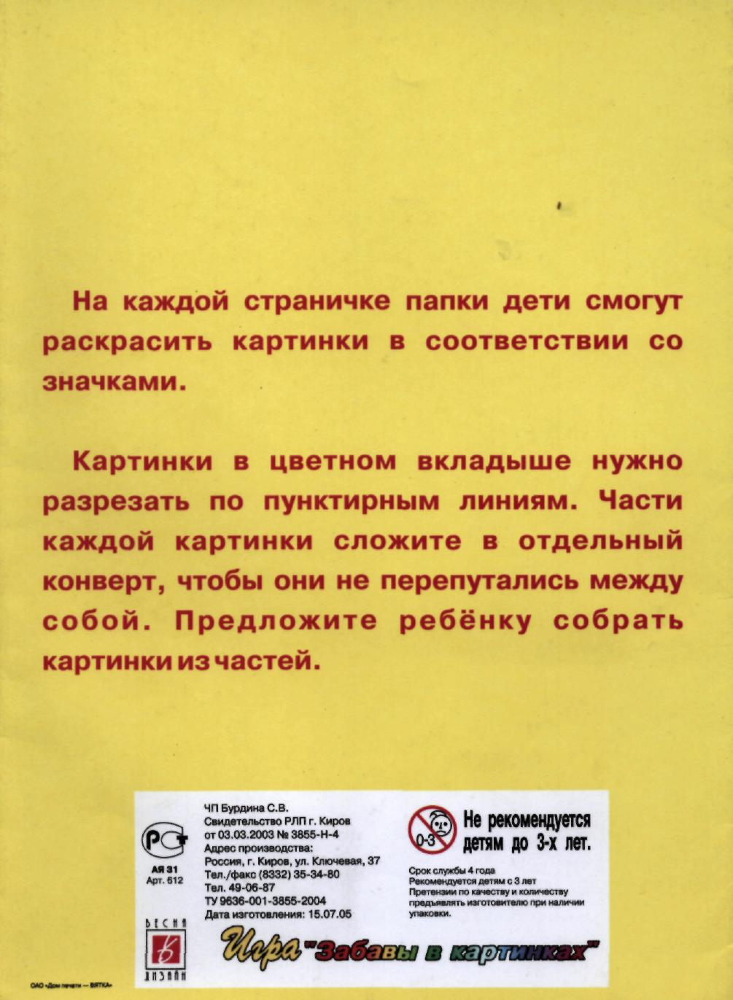 На каждой страничке папки дети смогут
раскрасить картинки в соответствии со
значками.
Картинки в цветном вкладыше нужно
разрезать по пунктирным линиям. Части
каждой картинки сложите в отдельный
конверт, чтобы они не перепутались между
собой. Предложите ребёнку собрать
картинки из частей.
РСТ
АЯ 31
Арт. 612
ЧП Бурдина С.В.
Свидетельство РЛП г. Киров
от 03.03.2003 № 3855-Н-4
Адрес производства:
Россия, г. Киров, ул. Ключевая, 37
Тел./факс (8332) 35-34-80
Тел. 49-06-87
ТУ 9636-001-3855-2004
Дата изготовления: 15.07.05
0-3
Не рекомендуется
детям до 3-х лет.
Срок службы 4 года
Рекомендуется детям с 3 лет
Претензии по качеству и количеству
предъявлять изготовителю при наличии
упаковки.
ВЕСНА
ДИЗАЙН
Игра "Забавы в картинках"
ОАО «Дом печати — ВЯТКА»